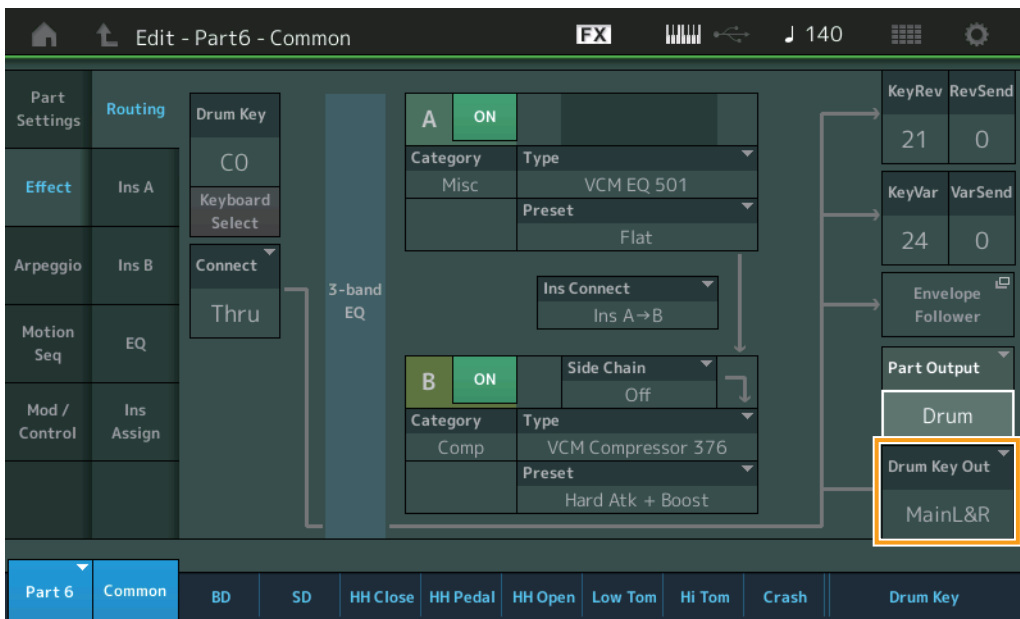 Edit - Part6 - Common
FX
♩ 140
Part Settings
Effect
Arpeggio
Motion Seq
Mod / Control
Routing
Ins A
Ins B
EQ
Ins Assign
Drum Key
C0
Keyboard Select
Connect
Thru
3-band EQ
A
ON
Category
Misc
Type
VCM EQ 501
Preset
Flat
Ins Connect
Ins A→B
B
ON
Side Chain
Off
Category
Comp
Type
VCM Compressor 376
Preset
Hard Atk + Boost
KeyRev RevSend
21 0
KeyVar VarSend
24 0
Envelope Follower
Part Output
Drum
Drum Key Out
MainL&R
Part 6
Common
BD
SD
HH Close
HH Pedal
HH Open
Low Tom
Hi Tom
Crash
Drum Key